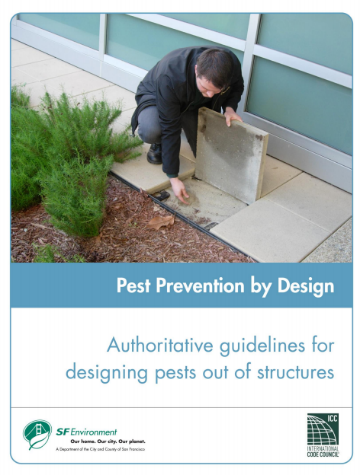 Pest Prevention by Design
Authoritative guidelines for
designing pests out of structures
SF Environment
Our home. Our city. Our planet.
A Department of the City and County of San Francisco
ICC
INTERNATIONAL
CODE COUNCIL